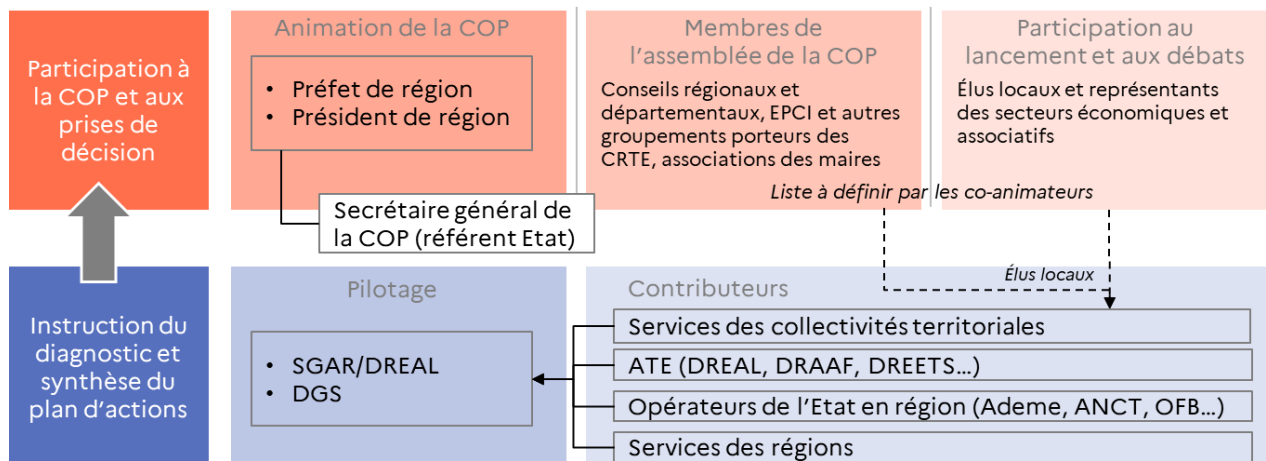 Participation à
la COP et aux
prises de
décision
Animation de la COP
• Préfet de région
• Président de région
Secrétaire général de
la COP (référent Etat)
Membres de
l'assemblée de la COP
Conseils régionaux et
départementaux, EPCI et autres
groupements porteurs des
CRTE, associations des maires
Participation au
lancement et aux débats
Élus locaux et représentants
des secteurs économiques et
associatifs
Liste à définir par les co-animateurs
Instruction du
diagnostic et
synthèse du
plan d'actions
Pilotage
• SGAR/DREAL
• DGS
Contributeurs
Élus locaux
Services des collectivités territoriales
ATE (DREAL, DRAAF, DREETS...)
Opérateurs de l'Etat en région (Ademe, ANCT, OFB...)
Services des régions